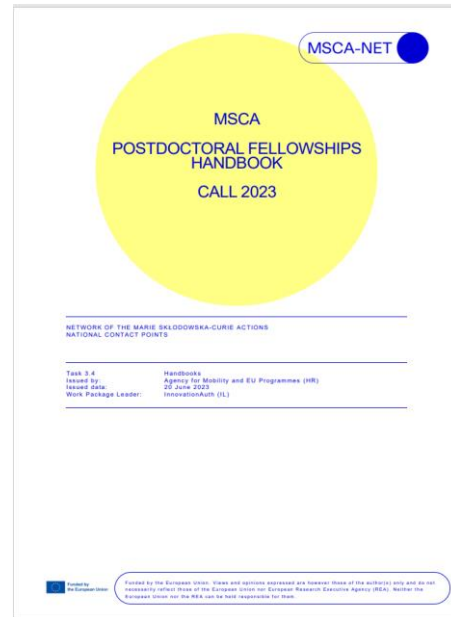 MSCA-NET
MSCA
POSTDOCTORAL FELLOWSHIPS
HANDBOOK
CALL 2023
NETWORK OF THE MARIE SKŁODOWSKA-CURIE ACTIONS
NATIONAL CONTACT POINTS
Task 3.4 Handbooks
Issued by: Agency for Mobility and EU Programmes (HR)
Issued data: 20 June 2023
Work Package Leader: InnovationAuth (IL)
Funded by
the European Union
Funded by the European Union. Views and opinions expressed are however those of the author(s) only and do not
necessarily reflect those of the European Union nor European Research Executive Agency (REA). Neither the
European Union nor the REA can be held responsible for them.